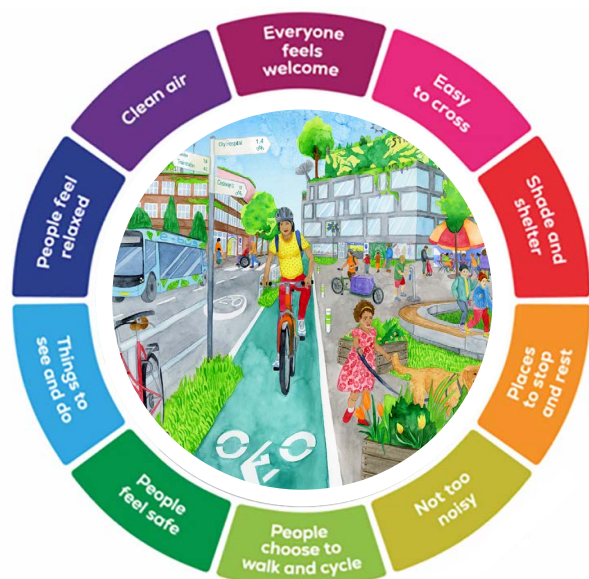 Everyone
feels
welcome
Easy
to cross
Shade and
shelter
Places
to stop
and rest
Not too
noisy
People
choose to
walk and cycle
People
feel safe
Things to
see and do
People feel
relaxed
Clean air
City Hospital 1,4